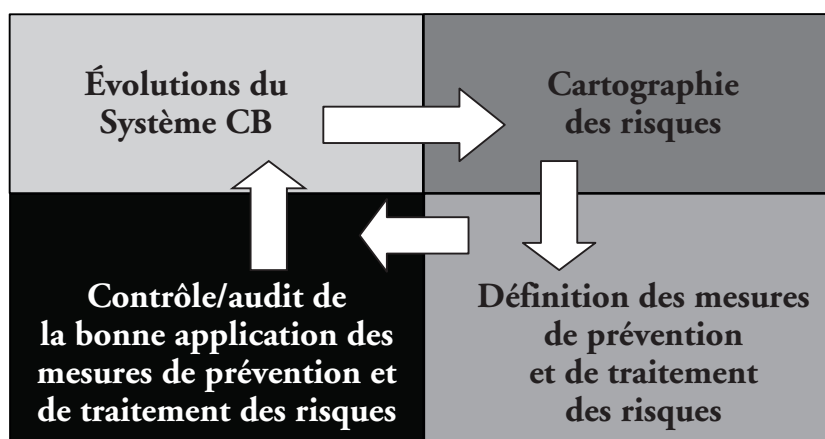 Évolutions du
Système CB
Cartographie
des risques
Contrôle/audit de
la bonne application des
mesures de prévention et
de traitement des risques
Définition des mesures
de prévention
et de traitement
des risques